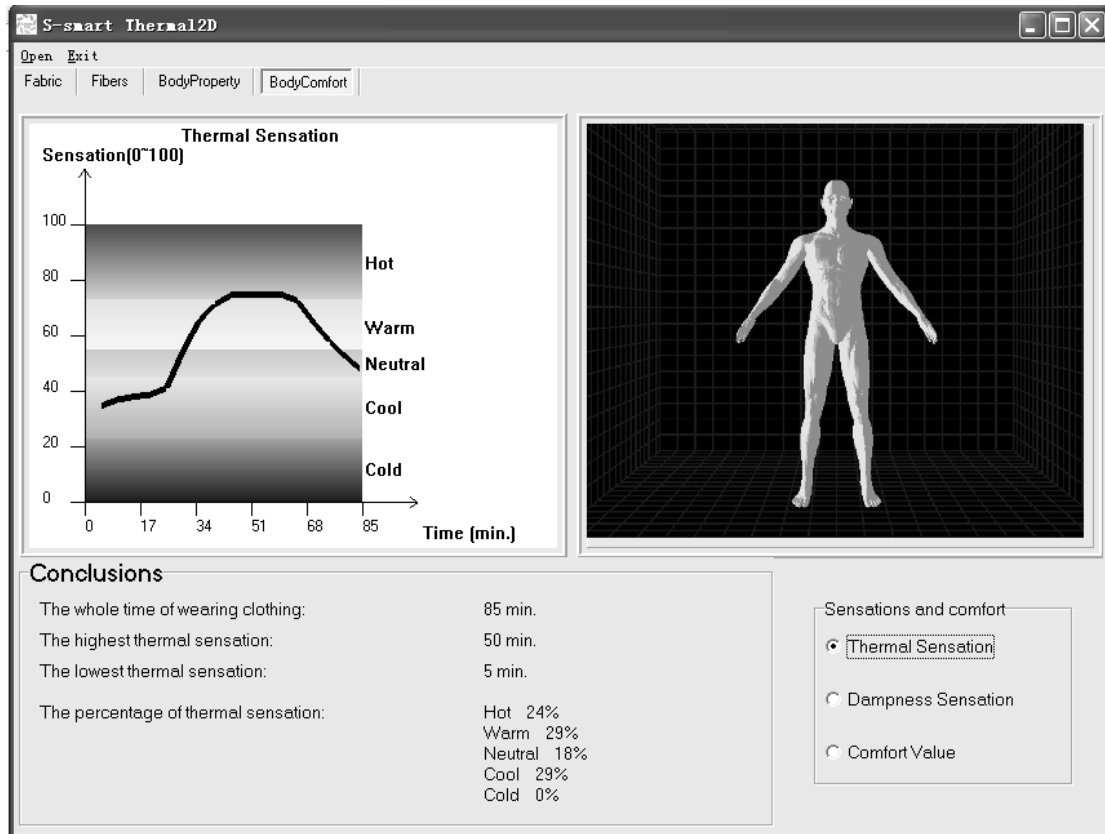 S-smart Thermal2D
Open Exit
Fabric Fibers BodyProperty BodyComfort
Thermal Sensation
Sensation(0~100)
100
80
60
40
20
0
Hot
Warm
Neutral
Cool
Cold
0 17 34 51 68 85
Time (min.)
Conclusions
The whole time of wearing clothing: 85 min.
The highest thermal sensation: 50 min.
The lowest thermal sensation: 5 min.
The percentage of thermal sensation: Hot 24%
Warm 29%
Neutral 18%
Cool 29%
Cold 0%
Sensations and comfort
Thermal Sensation
Dampness Sensation
Comfort Value